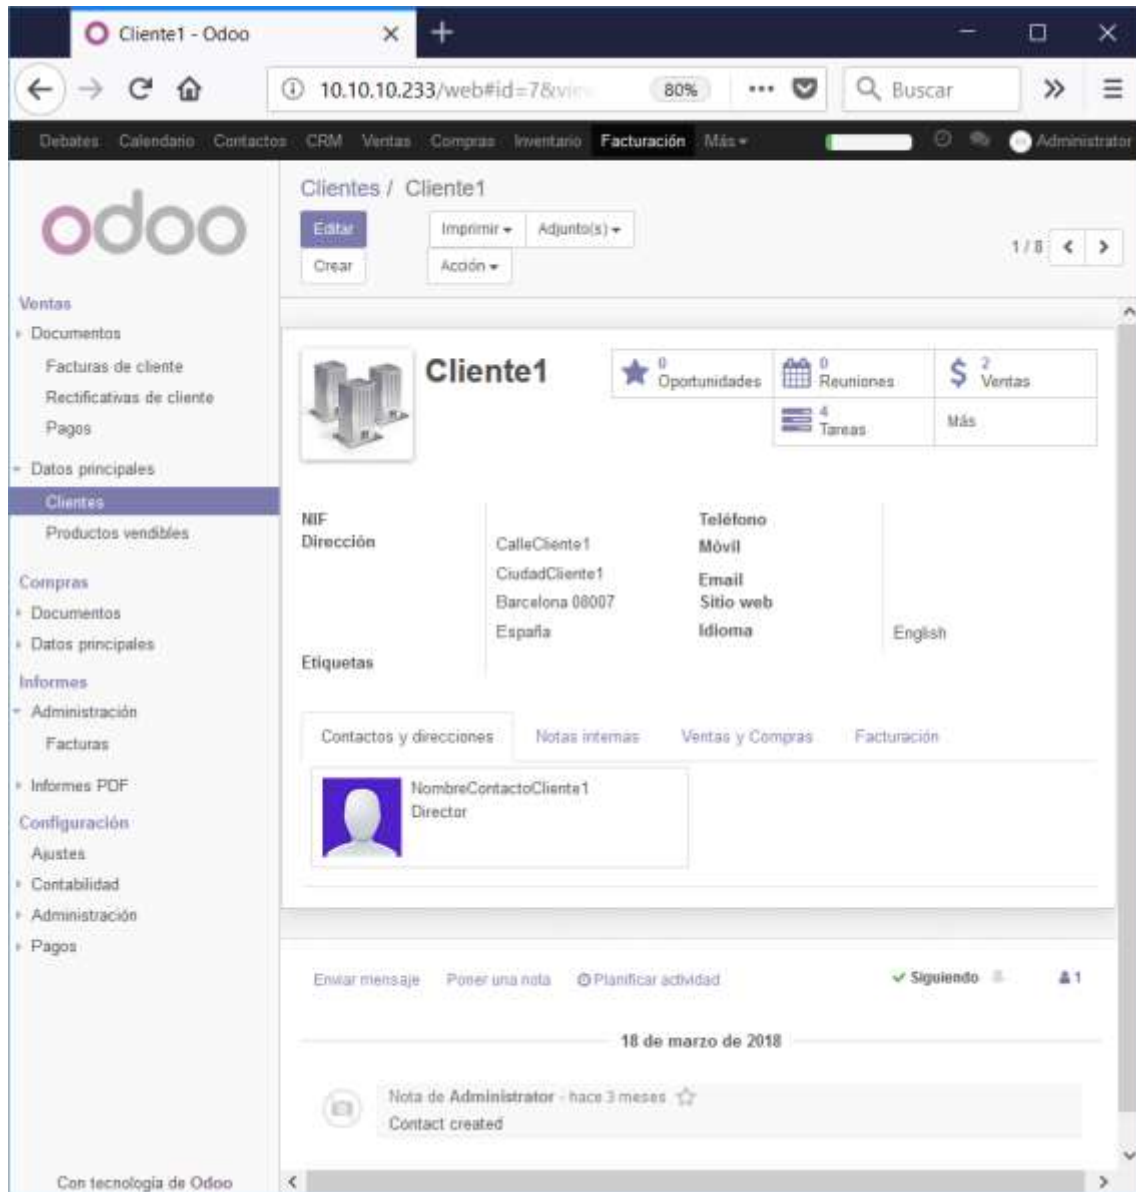 Cliente1 - Odoo
10.10.10.233/web#id=7&view
80%
Buscar
Debates Calendario Contactos CRM Ventas Compras Inventario Facturación Más Administrator
odoo
Clientes / Cliente1
Editar Imprimir Adjunto(s)
Crear Acción
1 / 8
Ventas
Documentos
Facturas de cliente
Rectificativas de cliente
Pagos
Datos principales
Clientes
Productos vendibles
Compras
Documentos
Datos principales
Informes
Administración
Facturas
Informes PDF
Configuración
Ajustes
Contabilidad
Administración
Pagos
Con tecnología de Odoo
Cliente1
0 Oportunidades
0 Reuniones
2 Ventas
4 Tareas
Más
NIF
Dirección
CalleCliente1
CiudadCliente1
Barcelona 08007
España
Etiquetas
Teléfono
Móvil
Email
Sitio web
Idioma English
Contactos y direcciones Notas internas Ventas y Compras Facturación
NombreContactoCliente1
Director
Enviar mensaje Poner una nota Planificar actividad Siguiendo 1
18 de marzo de 2018
Nota de Administrator - hace 3 meses
Contact created